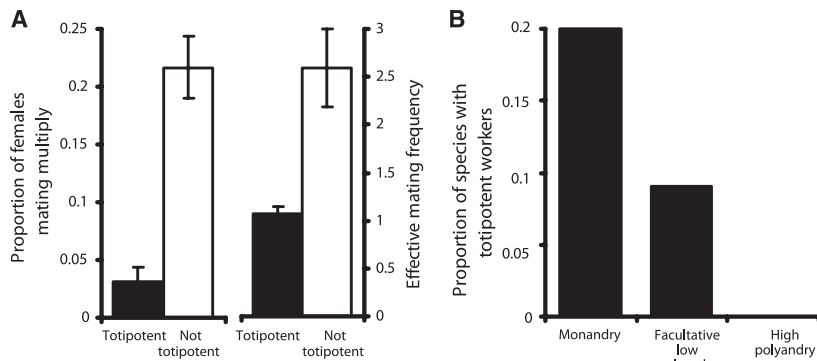 A
Proportion of females
mating multiply
0.25
0.2
0.15
0.1
0.05
0
Totipotent
Not
totipotent
Totipotent
Not
totipotent
3
2.5
2
1.5
1
0.5
0
Effective mating frequency
B
Proportion of species with
totipotent workers
0.2
0.15
0.1
0.05
0
Monandry
Facultative
low
High
polyandry